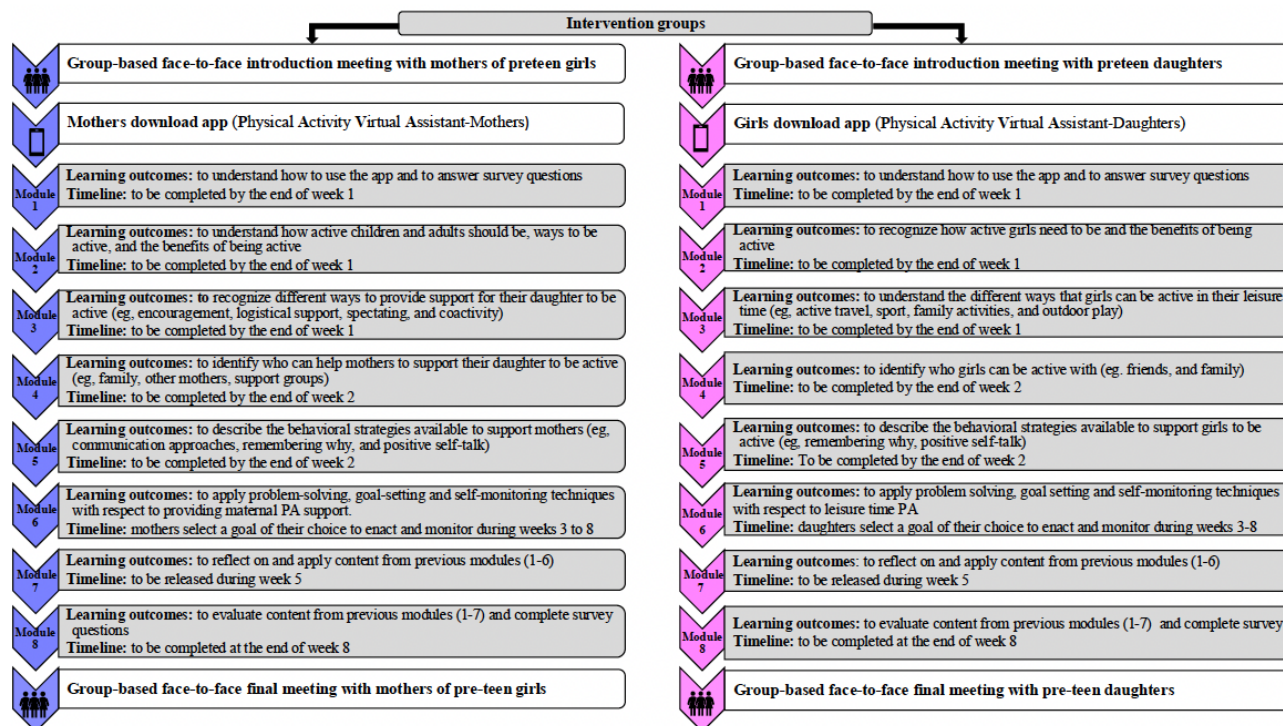 Intervention groups
Group-based face-to-face introduction meeting with mothers of preteen girls
Mothers download app (Physical Activity Virtual Assistant-Mothers)
Module
1
Learning outcomes: to understand how to use the app and to answer survey questions
Timeline: to be completed by the end of week 1
Module
2
Learning outcomes: to understand how active children and adults should be, ways to be
active, and the benefits of being active
Timeline: to be completed by the end of week 1
Module
3
Learning outcomes: to recognize different ways to provide support for their daughter to be
active (eg, encouragement, logistical support, spectating, and coactivity)
Timeline: to be completed by the end of week 1
Module
4
Learning outcomes: to identify who can help mothers to support their daughter to be active
(eg, family, other mothers, support groups)
Timeline: to be completed by the end of week 2
Module
5
Learning outcomes: to describe the behavioral strategies available to support mothers (eg,
communication approaches, remembering why, and positive self-talk)
Timeline: to be completed by the end of week 2
Module
6
Learning outcomes: to apply problem-solving, goal-setting and self-monitoring techniques
with respect to providing maternal PA support.
Timeline: mothers select a goal of their choice to enact and monitor during weeks 3 to 8
Module
7
Learning outcomes: to reflect on and apply content from previous modules (1-6)
Timeline: to be released during week 5
Module
8
Learning outcomes: to evaluate content from previous modules (1-7) and complete survey
questions
Timeline: to be completed at the end of week 8
Group-based face-to-face final meeting with mothers of pre-teen girls
Group-based face-to-face introduction meeting with preteen daughters
Girls download app (Physical Activity Virtual Assistant-Daughters)
Module
1
Learning outcomes: to understand how to use the app and to answer survey questions
Timeline: to be completed by the end of week 1
Module
2
Learning outcomes: to recognize how active girls need to be and the benefits of being
active
Timeline: to be completed by the end of week 1
Module
3
Learning outcomes: to understand the different ways that girls can be active in their leisure
time (eg, active travel, sport, family activities, and outdoor play)
Timeline: to be completed by the end of week 1
Module
4
Learning outcomes: to identify who girls can be active with (eg. friends, and family)
Timeline: to be completed by the end of week 2
Module
5
Learning outcomes: to describe the behavioral strategies available to support girls to be
active (eg, remembering why, positive self-talk)
Timeline: To be completed by the end of week 2
Module
6
Learning outcomes: to apply problem solving, goal setting and self-monitoring techniques
with respect to leisure time PA
Timeline: daughters select a goal of their choice to enact and monitor during weeks 3-8
Module
7
Learning outcomes: to reflect on and apply content from previous modules (1-6)
Timeline: to be released during week 5
Module
8
Learning outcomes: to evaluate content from previous modules (1-7) and complete survey
Timeline: to be completed at the end of week 8
Group-based face-to-face final meeting with pre-teen daughters